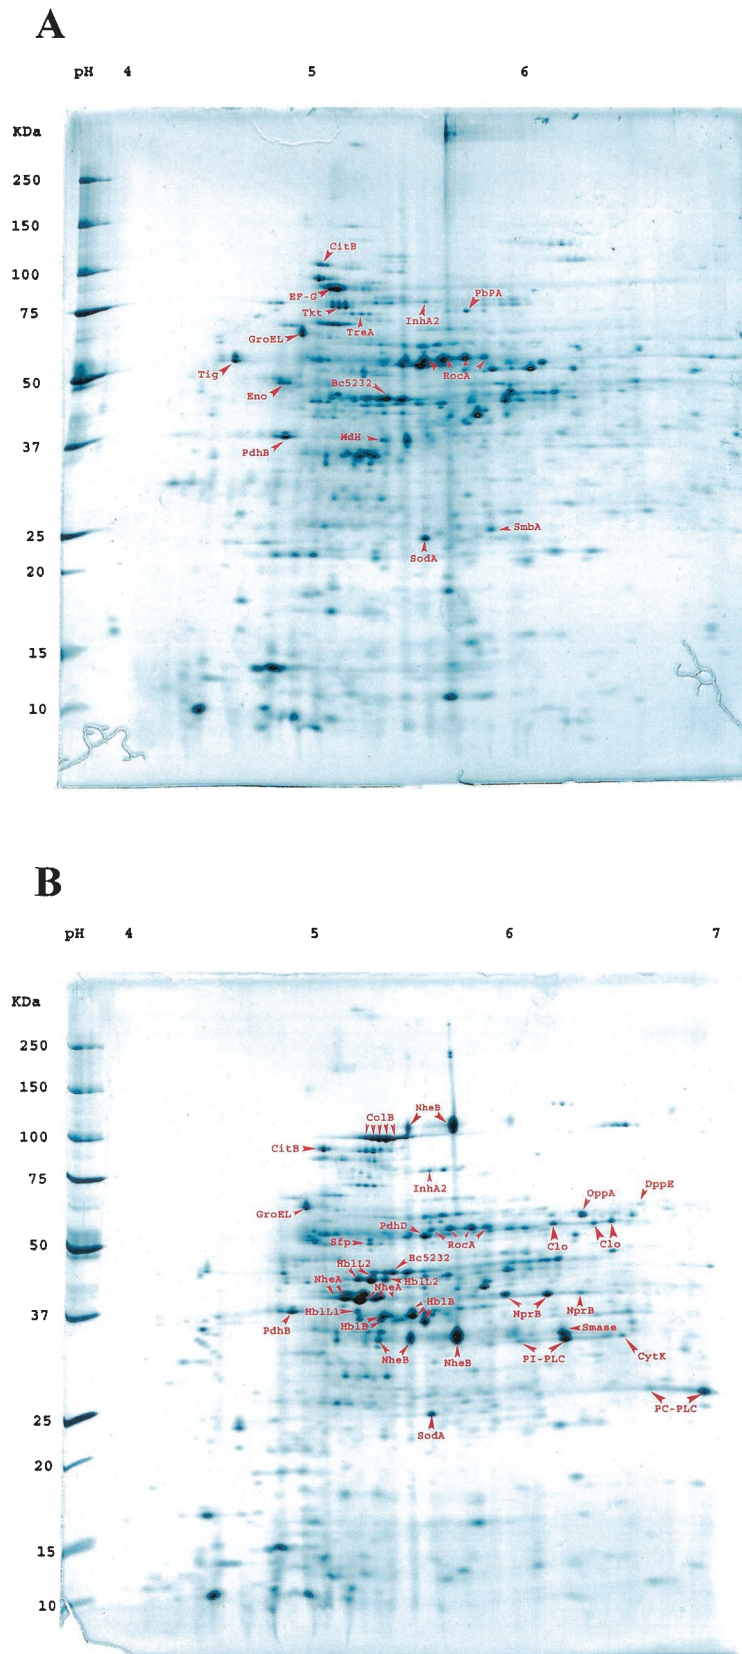 A
pH 4 5 6
KDa
250
150
CitB
100
EF-G
PbPA
75
Tkt
InhA2
TreA
GroEL
Tig
RocA
50
Bc5232
Eno
MdH
37
PdhB
SmbA
25
SodA
20
15
10
B
pH 4 5 6 7
KDa
250
150
NheB
ColB
100
CitB
75
InhA2
DppE
OppA
GroEL
PdhD
RocA
Sfp
Clo Clo
50
HblL2
Bc5232
NheA NheA HblL2
HblB
HblL1
NprB NprB
37
HblB
Smase
PdhB
NheB NheB PI-PLC CytK
PC-PLC
25
SodA
20
15
10